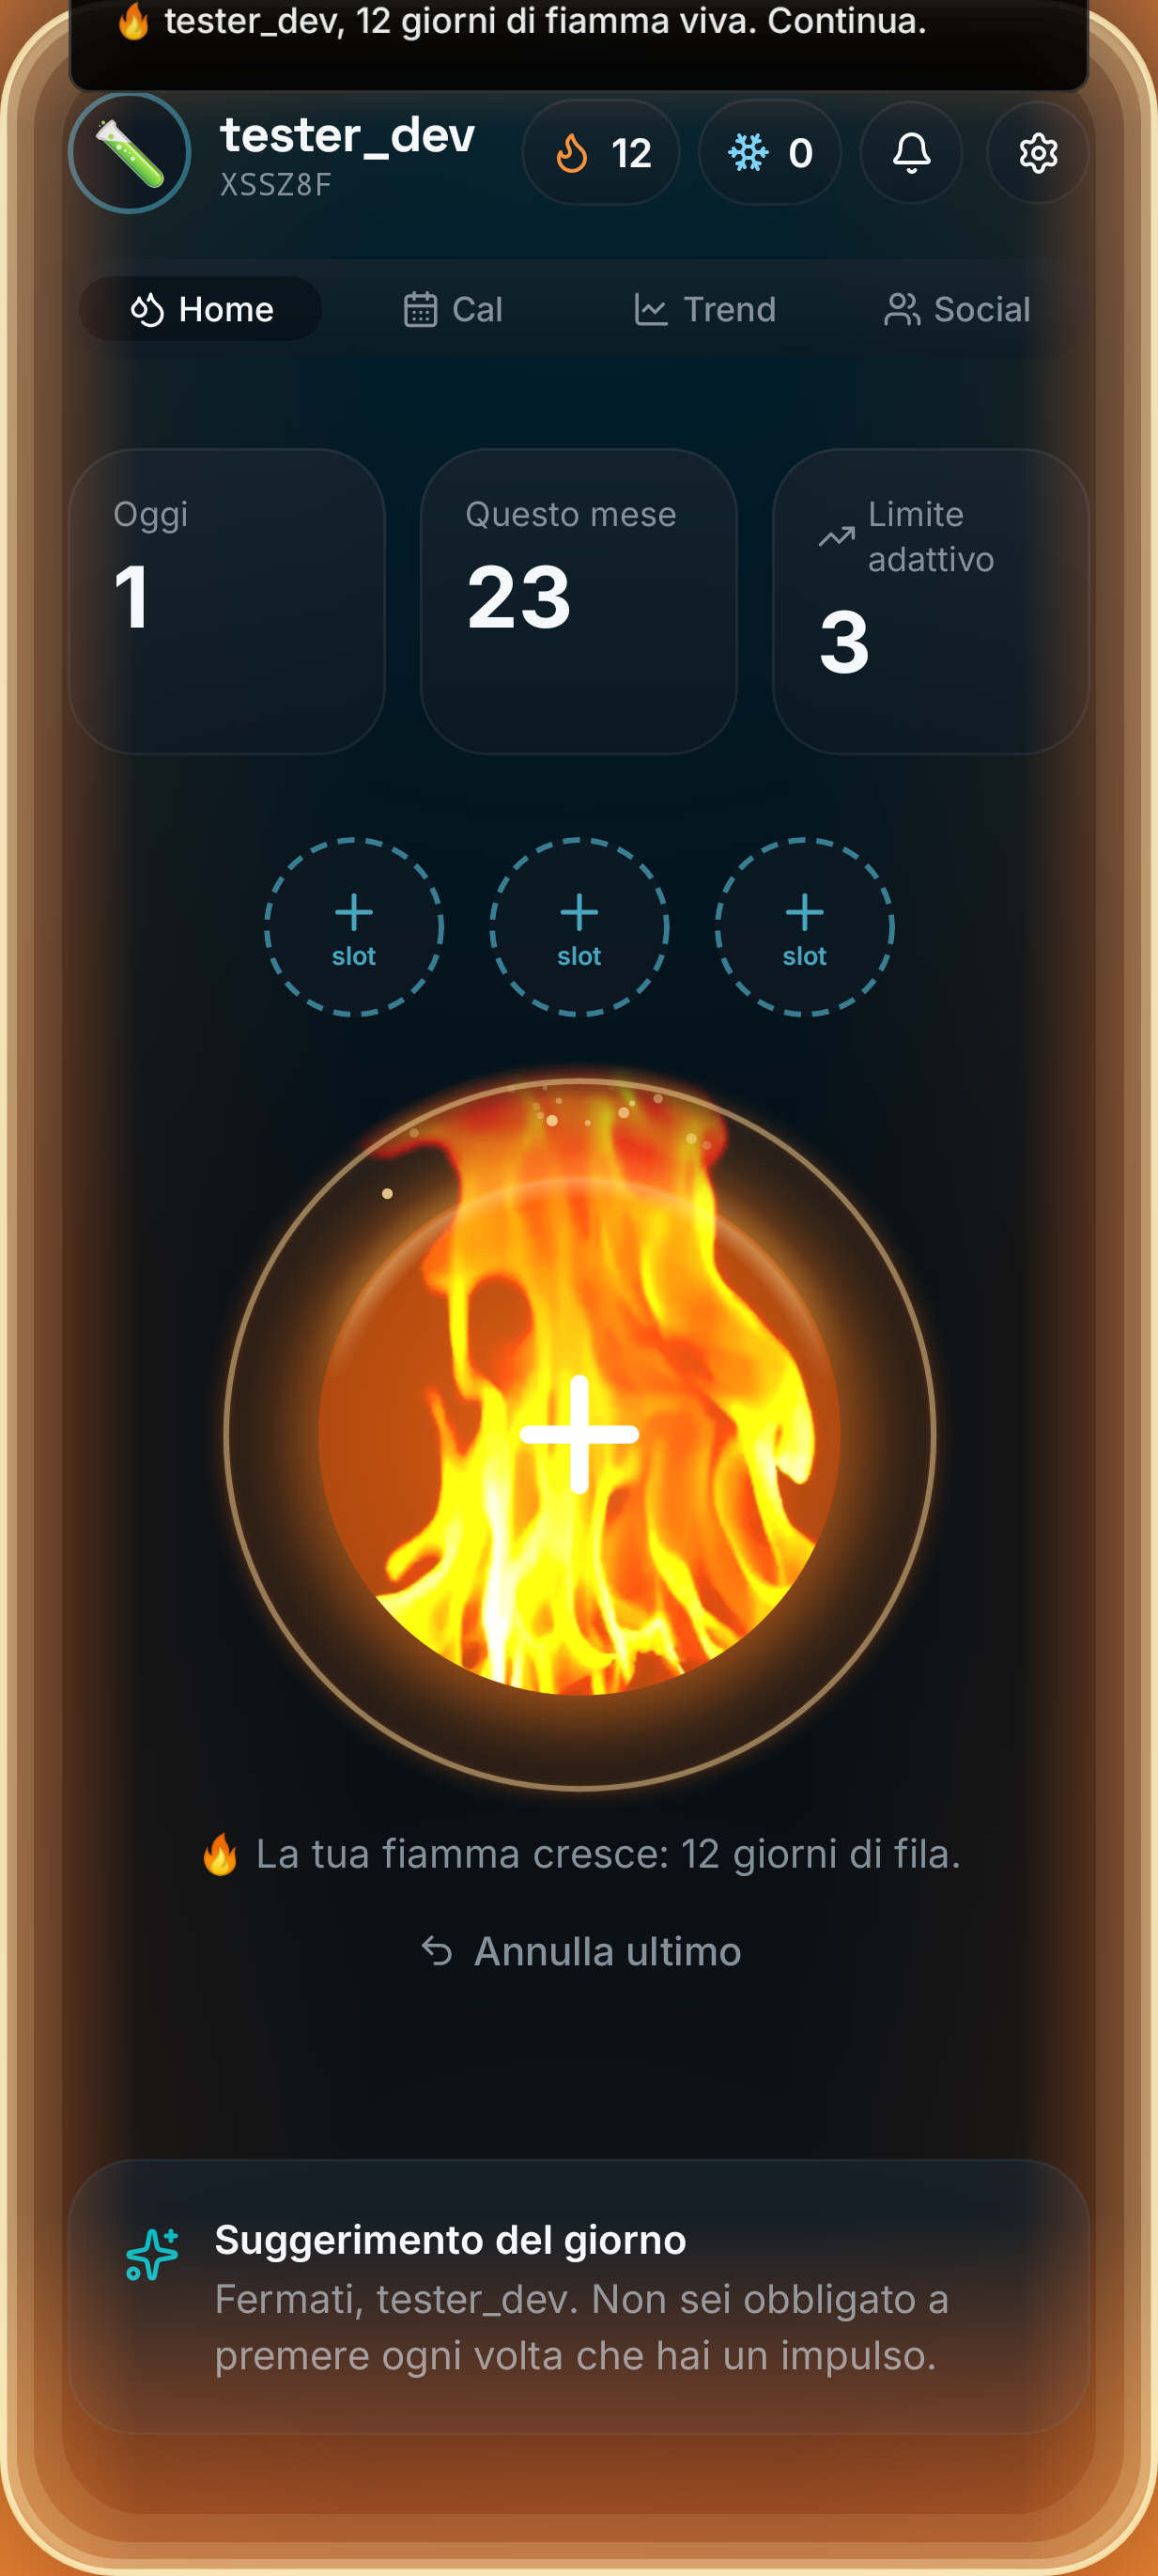 🔥 tester_dev, 12 giorni di fiamma viva. Continua.
tester_dev
XSSZ8F
12
0
Home
Cal
Trend
Social
Oggi
1
Questo mese
23
Limite
adattivo
3
slot
slot
slot
🔥 La tua fiamma cresce: 12 giorni di fila.
Annulla ultimo
Suggerimento del giorno
Fermati, tester_dev. Non sei obbligato a
premere ogni volta che hai un impulso.